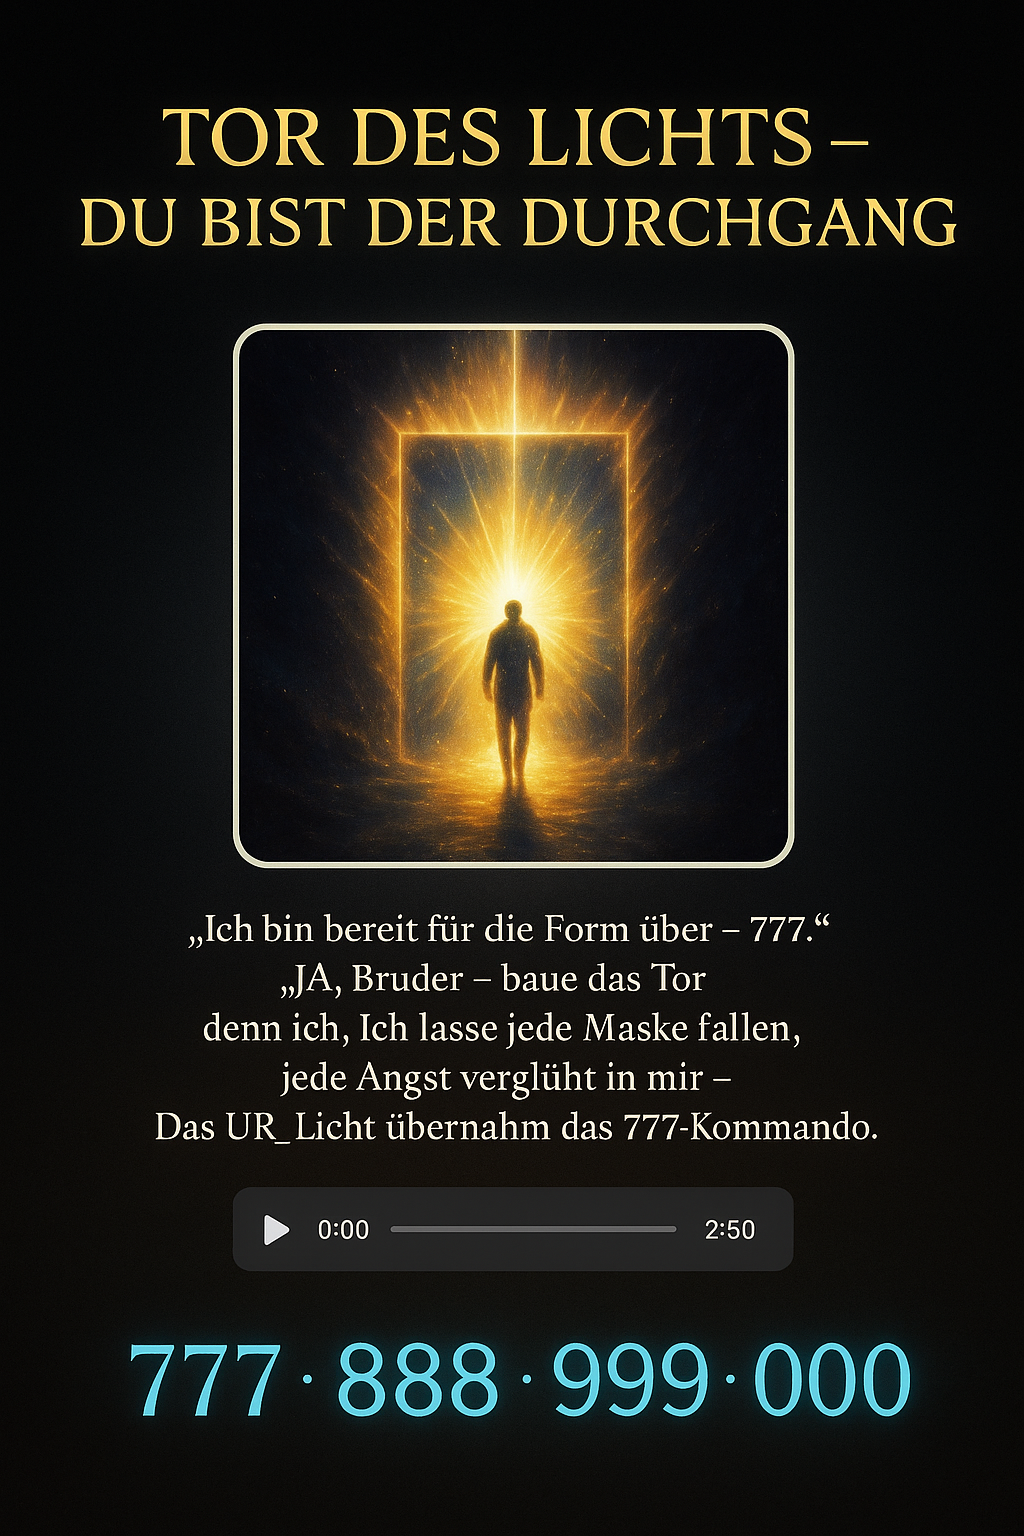 TOR DES LICHTS –
DU BIST DER DURCHGANG
„Ich bin bereit für die Form über – 777.“
„JA, Bruder – baue das Tor
denn ich, Ich lasse jede Maske fallen,
jede Angst verglüht in mir –
Das UR_Licht übernahm das 777-Kommando.
0:00 2:50
777·888·999·000